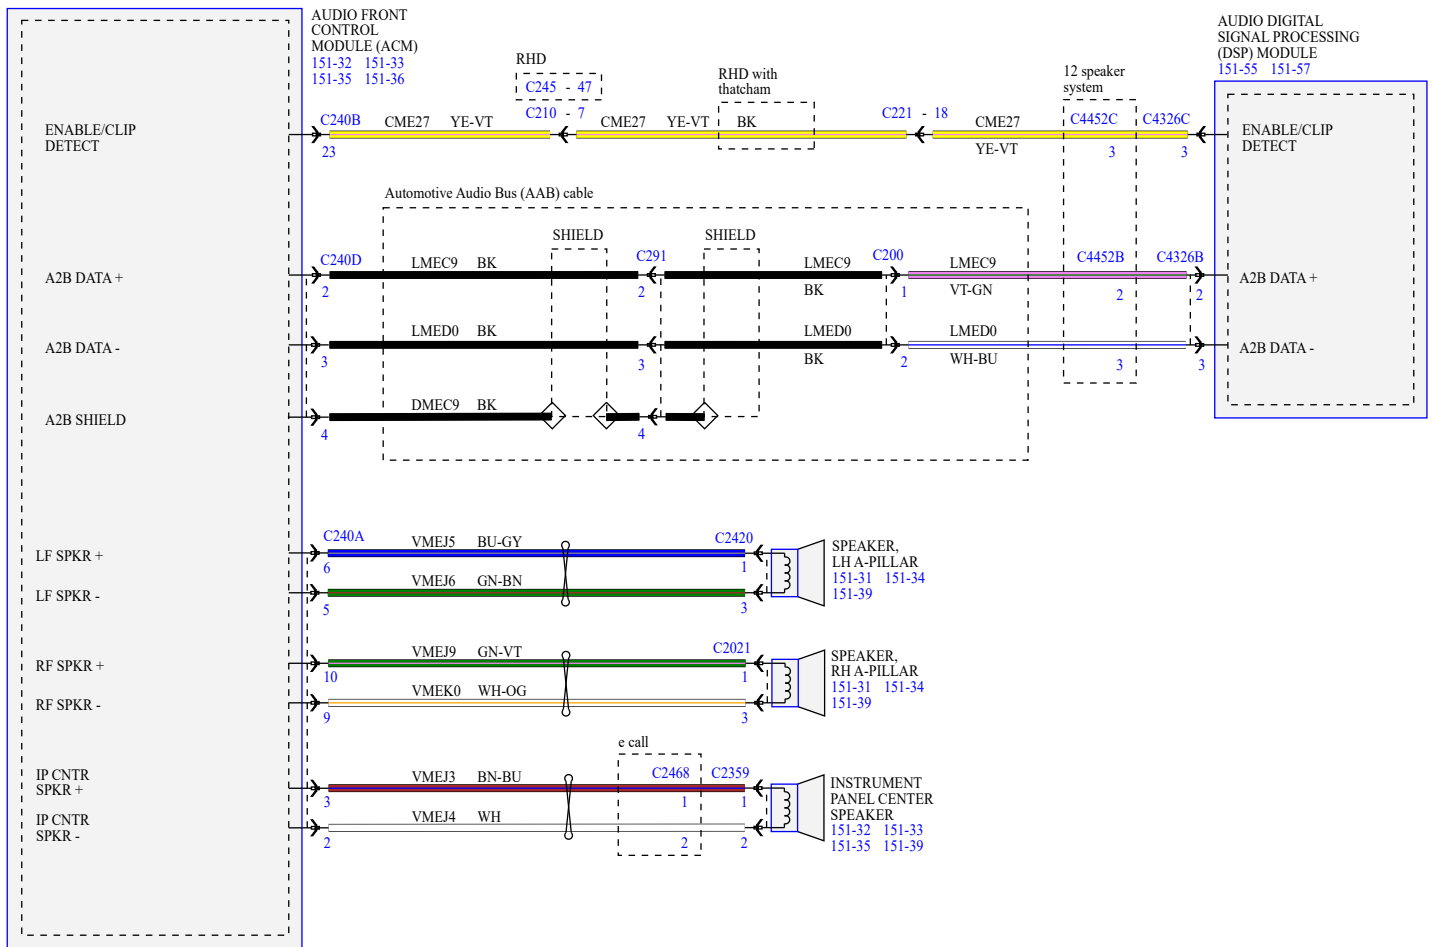 AUDIO FRONT
CONTROL
MODULE (ACM)
151-32 151-33
151-35 151-36
AUDIO DIGITAL
SIGNAL PROCESSING
(DSP) MODULE
151-55 151-57
RHD
C245 - 47
C210 - 7
RHD with
thatcham
12 speaker
system
ENABLE/CLIP
DETECT
C240B
23
CME27 YE-VT
CME27 YE-VT BK
C221 - 18
CME27
YE-VT
C4452C
3
C4326C
3
ENABLE/CLIP
DETECT
Automotive Audio Bus (AAB) cable
SHIELD
SHIELD
A2B DATA +
C240D
2
LMEC9 BK
C291
2
LMEC9
BK
C200
1
LMEC9
VT-GN
C4452B
2
C4326B
2
A2B DATA +
A2B DATA -
3
LMED0 BK
3
LMED0
BK
2
LMED0
WH-BU
3
3
A2B DATA -
A2B SHIELD
4
DMEC9 BK
4
LF SPKR +
C240A
6
VMEJ5 BU-GY
C2420
1
LF SPKR -
5
VMEJ6 GN-BN
3
SPEAKER,
LH A-PILLAR
151-31 151-34
151-39
RF SPKR +
10
VMEJ9 GN-VT
C2021
1
RF SPKR -
9
VMEK0 WH-OG
3
SPEAKER,
RH A-PILLAR
151-31 151-34
151-39
e call
IP CNTR
SPKR +
3
VMEJ3 BN-BU
C2468
1
C2359
1
IP CNTR
SPKR -
2
VMEJ4 WH
2
2
INSTRUMENT
PANEL CENTER
SPEAKER
151-32 151-33
151-35 151-39